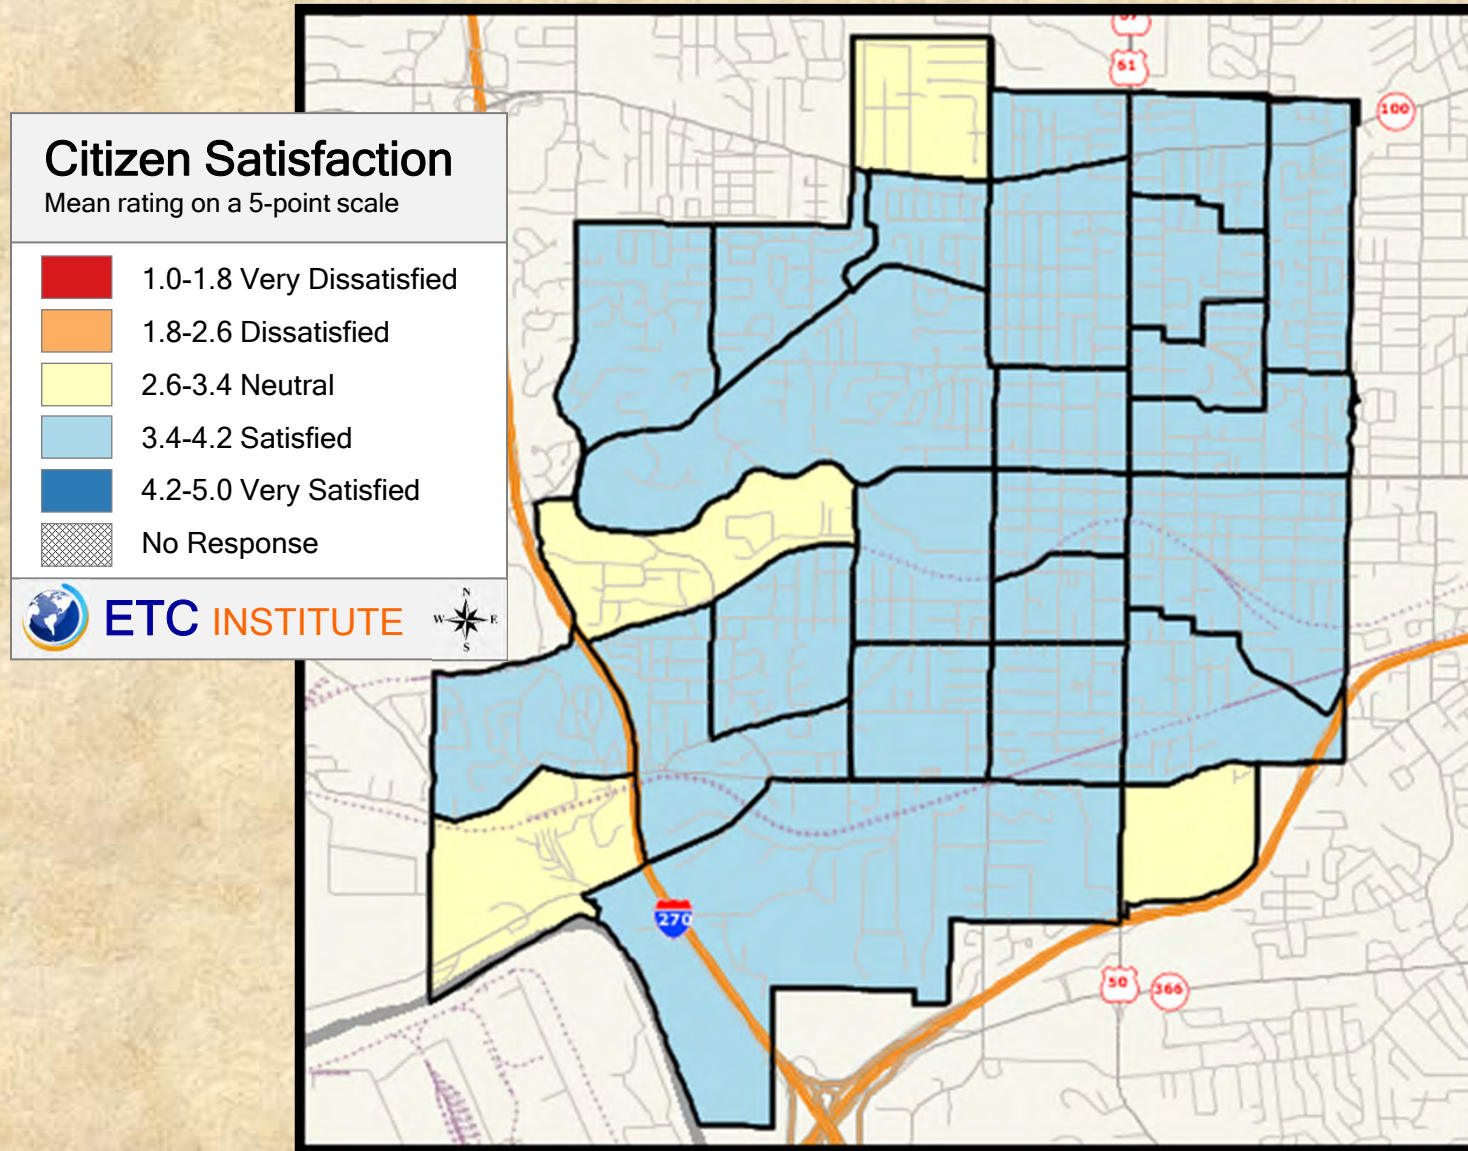 61
100
Citizen Satisfaction
Mean rating on a 5-point scale
1.0-1.8 Very Dissatisfied
1.8-2.6 Dissatisfied
2.6-3.4 Neutral
3.4-4.2 Satisfied
4.2-5.0 Very Satisfied
No Response
ETC INSTITUTE
N
W E
S
270
50
366